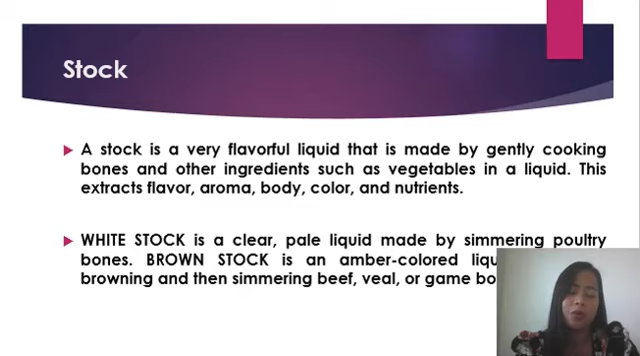 Stock
A stock is a very flavorful liquid that is made by gently cooking
bones and other ingredients such as vegetables in a liquid. This
extracts flavor, aroma, body, color, and nutrients.
WHITE STOCK is a clear, pale liquid made by simmering poultry
bones. BROWN STOCK is an amber-colored
browning and then simmering beef, veal, or game